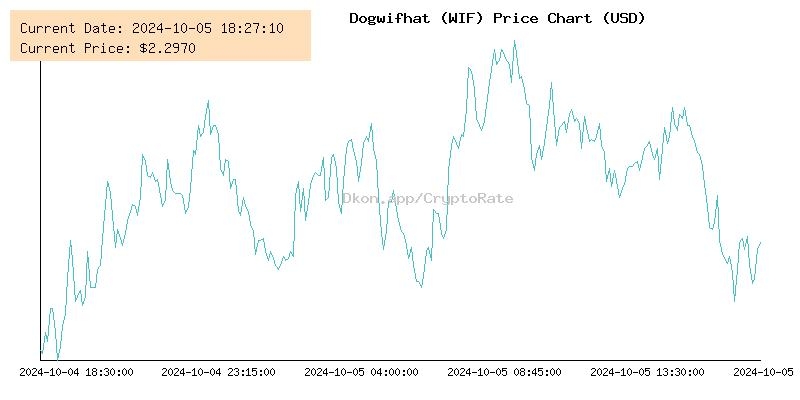 Dogwifhat (WIF) Price Chart (USD)
Current Date: 2024-10-05 18:27:10
Current Price: $2.2970
Dkon.app/CryptoRate
2024-10-04 18:30:00 2024-10-04 23:15:00 2024-10-05 04:00:00 2024-10-05 08:45:00 2024-10-05 13:30:00 2024-10-05